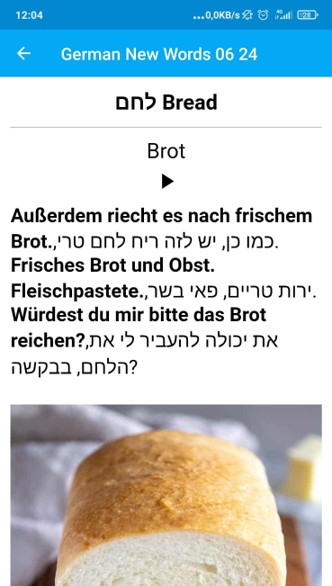 12:04
0,0KB/s
4G
28
German New Words 06 24
לחם Bread
Brot
Außerdem riecht es nach frischem
Brot.,כמו כן, יש לזה ריח לחם טרי.
Frisches Brot und Obst.
Fleischpastete.,ירות טריים, פאי בשר.
Würdest du mir bitte das Brot
reichen?,את יכולה להעביר לי את
הלחם, בבקשה?